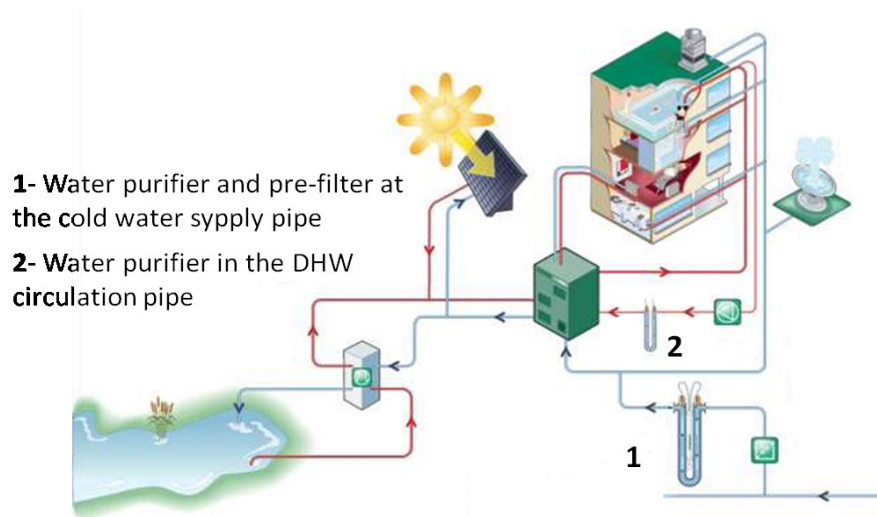 1- Water purifier and pre-filter at
the cold water sypply pipe
2- Water purifier in the DHW
circulation pipe
2
1